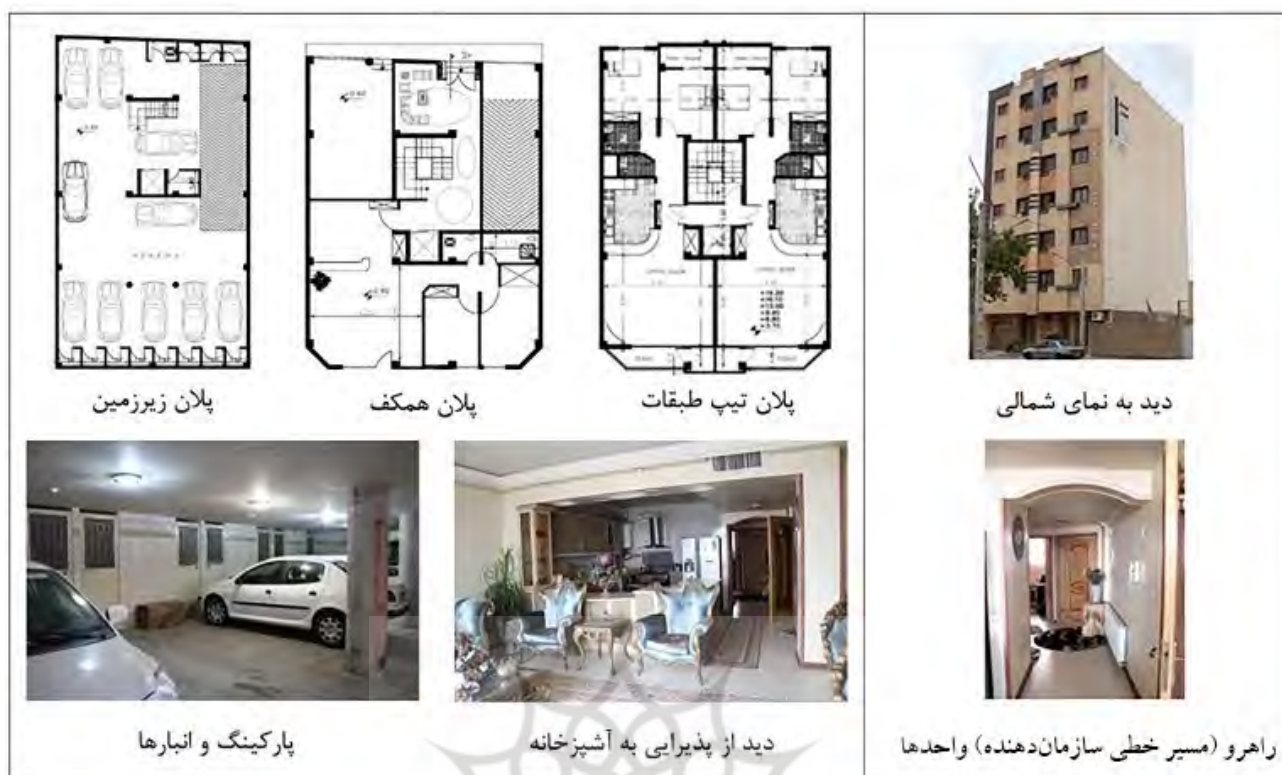 پلان زیرزمین
پلان همکف
پلان تیپ طبقات
دید به نمای شمالی
پارکینگ و انبارها
دید از پذیرایی به آشپزخانه
راهرو (مسیر خطی سازمان‌دهنده) واحدها